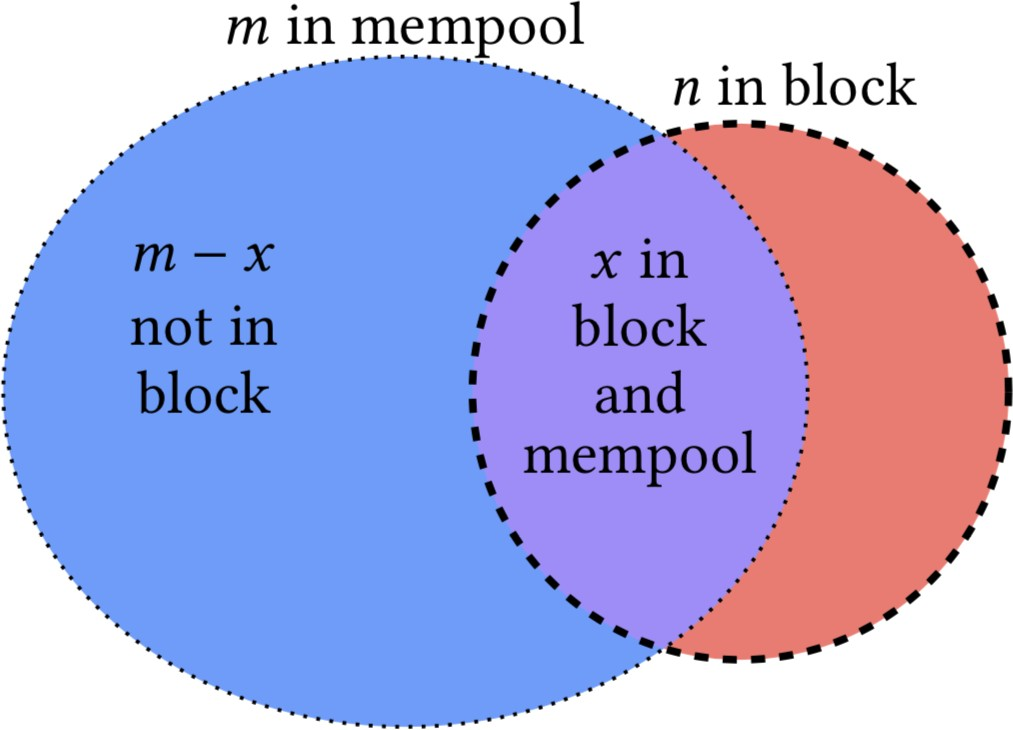 m in mempool
n in block
m − x
not in
block
x in
block
and
mempool